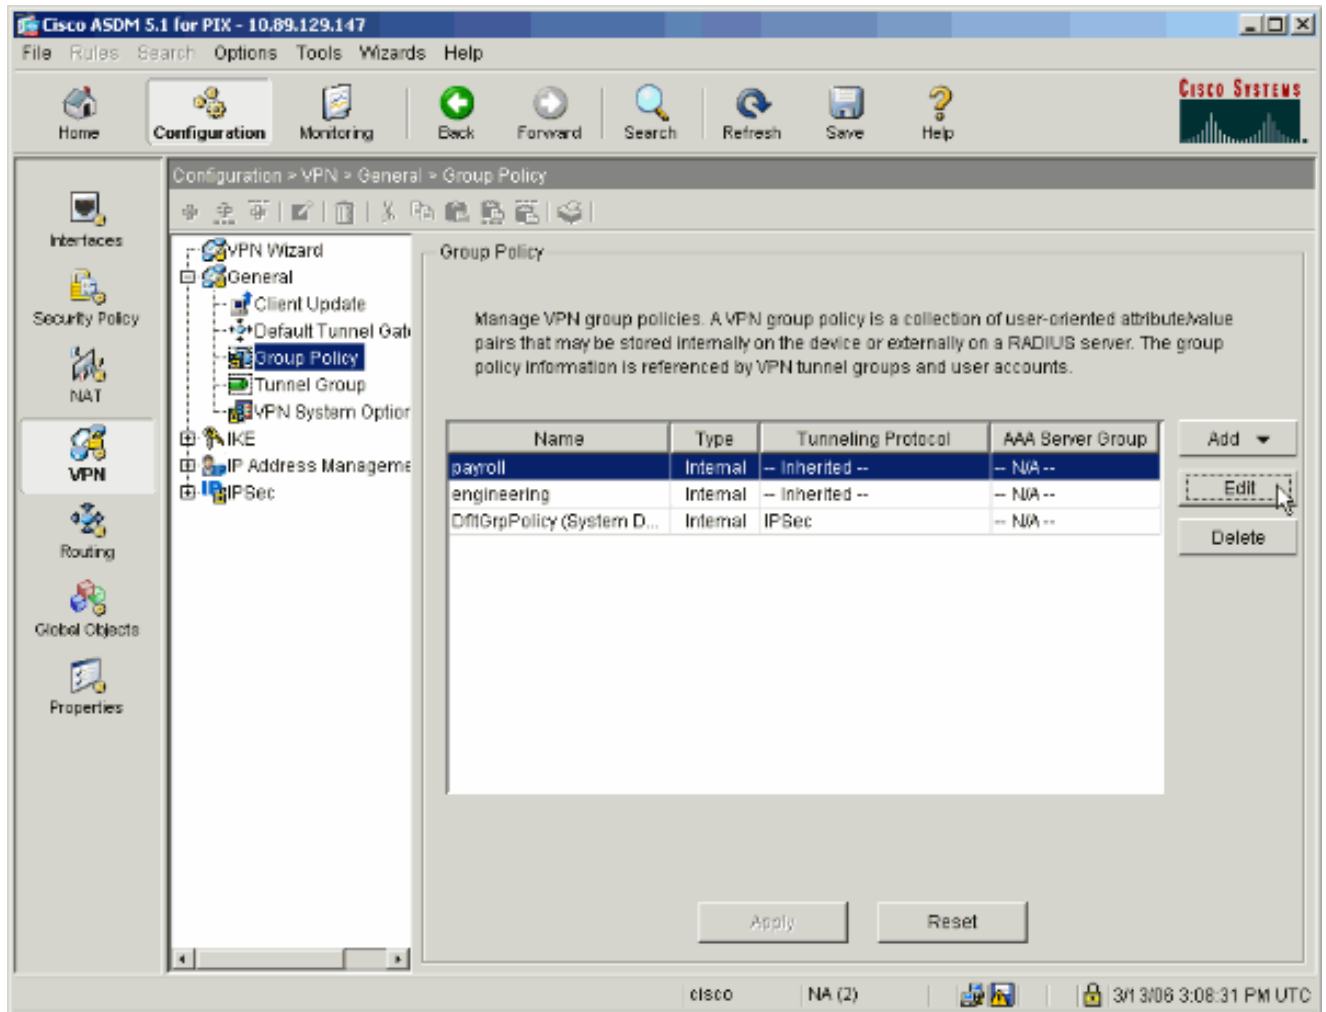 Cisco ASDM 5.1 for PIX - 10.89.129.147
File Rules Search Options Tools Wizards Help
Home Configuration Monitoring Back Forward Search Refresh Save Help
CISCO SYSTEMS
Configuration > VPN > General > Group Policy
Interfaces
Security Policy
NAT
VPN
Routing
Global Objects
Properties
VPN Wizard
General
Client Update
Default Tunnel Gate
Group Policy
Tunnel Group
VPN System Option
IKE
IP Address Manageme
IPSec
Group Policy
Manage VPN group policies. A VPN group policy is a collection of user-oriented attribute/value
pairs that may be stored internally on the device or externally on a RADIUS server. The group
policy information is referenced by VPN tunnel groups and user accounts.
Name Type Tunneling Protocol AAA Server Group
payroll Internal -- Inherited -- -- N/A --
engineering Internal -- Inherited -- -- N/A --
DfltGrpPolicy (System D... Internal IPSec -- N/A --
Add
Edit
Delete
Apply Reset
cisco NA (2) 3/13/06 3:08:31 PM UTC